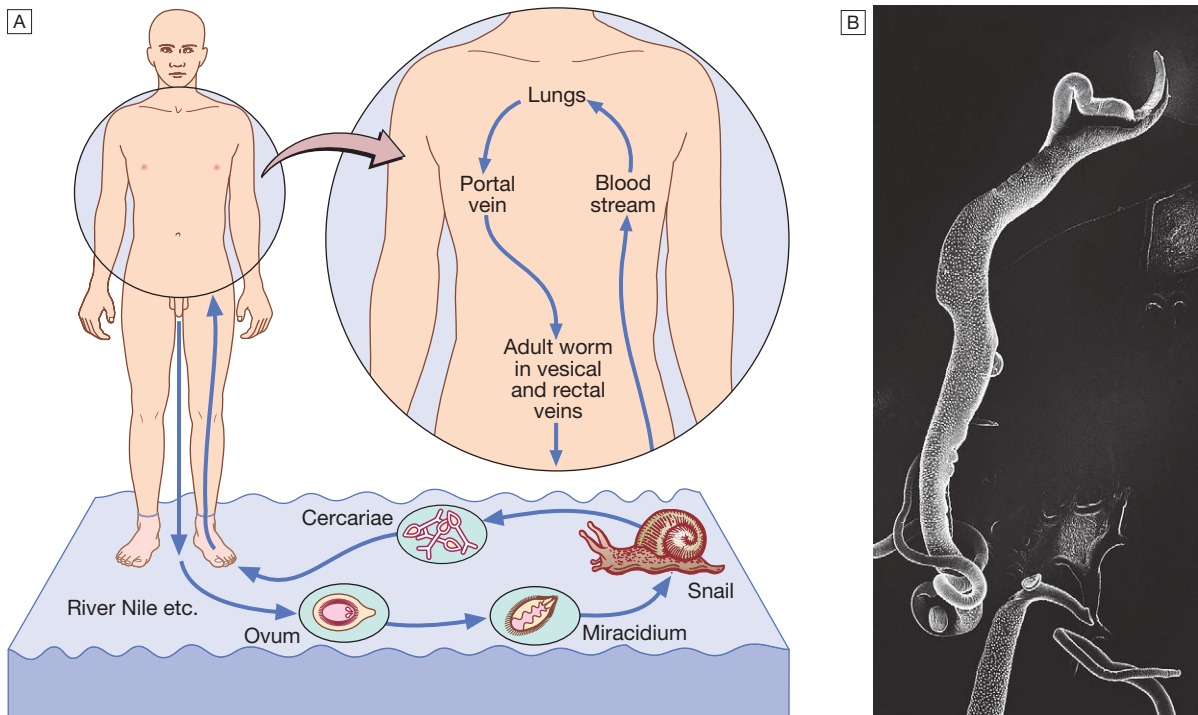 A
Lungs
Portal
vein
Blood
stream
Adult worm
in vesical
and rectal
veins
Cercariae
Snail
River Nile etc.
Ovum
Miracidium
B